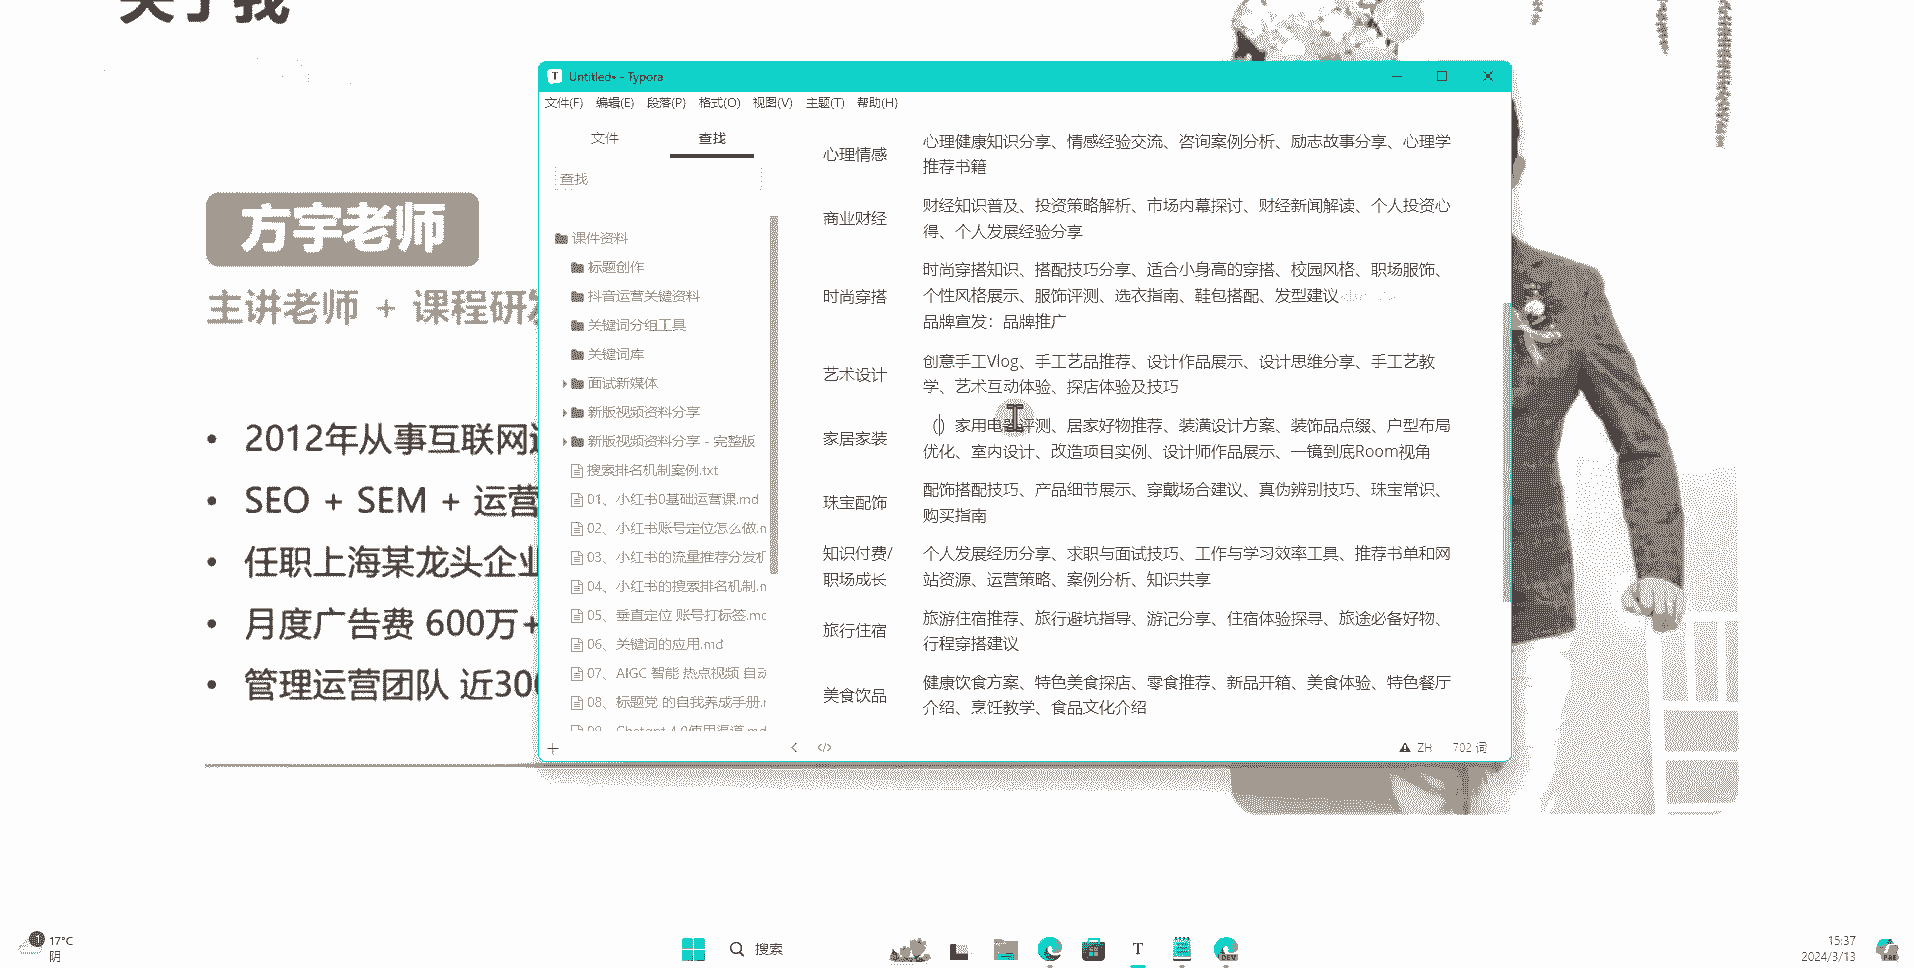 关于我
方宇老师
主讲老师 + 课程研发
2012年从事互联网
SEO + SEM + 运营
任职上海某龙头企业
月度广告费 600万+
管理运营团队 近300
Untitled• - Typora
文件(F) 编辑(E) 段落(P) 格式(O) 视图(V) 主题(T) 帮助(H)
文件 查找
查找
课件资料
标题创作
抖音运营关键资料
关键词分组工具
关键词库
面试新媒体
新版视频资料分享
新版视频资料分享 - 完整版
搜索排名机制案例.txt
01、小红书0基础运营课.md
02、小红书账号定位怎么做.m
03、小红书的流量推荐分发机
04、小红书的搜索排名机制.m
05、垂直定位 账号打标签.mc
06、关键词的应用.md
07、AIGC 智能 热点视频 自动
08、标题党 的自我养成手册.r
09、Chatgpt 4.0使用渠道.md
心理情感
心理健康知识分享、情感经验交流、咨询案例分析、励志故事分享、心理学
推荐书籍
商业财经
财经知识普及、投资策略解析、市场内幕探讨、财经新闻解读、个人投资心
得、个人发展经验分享
时尚穿搭
时尚穿搭知识、搭配技巧分享、适合小身高的穿搭、校园风格、职场服饰、
个性风格展示、服饰评测、选衣指南、鞋包搭配、发型建议
品牌宣发：品牌推广
艺术设计
创意手工Vlog、手工艺品推荐、设计作品展示、设计思维分享、手工艺教
学、艺术互动体验、探店体验及技巧
家居家装
（）家用电器评测、居家好物推荐、装潢设计方案、装饰品点缀、户型布局
优化、室内设计、改造项目实例、设计师作品展示、一镜到底Room视角
珠宝配饰
配饰搭配技巧、产品细节展示、穿戴场合建议、真伪辨别技巧、珠宝常识、
购买指南
知识付费/
职场成长
个人发展经历分享、求职与面试技巧、工作与学习效率工具、推荐书单和网
站资源、运营策略、案例分析、知识共享
旅行住宿
旅游住宿推荐、旅行避坑指导、游记分享、住宿体验探寻、旅途必备好物、
行程穿搭建议
美食饮品
健康饮食方案、特色美食探店、零食推荐、新品开箱、美食体验、特色餐厅
介绍、烹饪教学、食品文化介绍
ZH 702 词
1 17°C
阴
搜索
T
DEV
15:37
2024/3/13
PRE